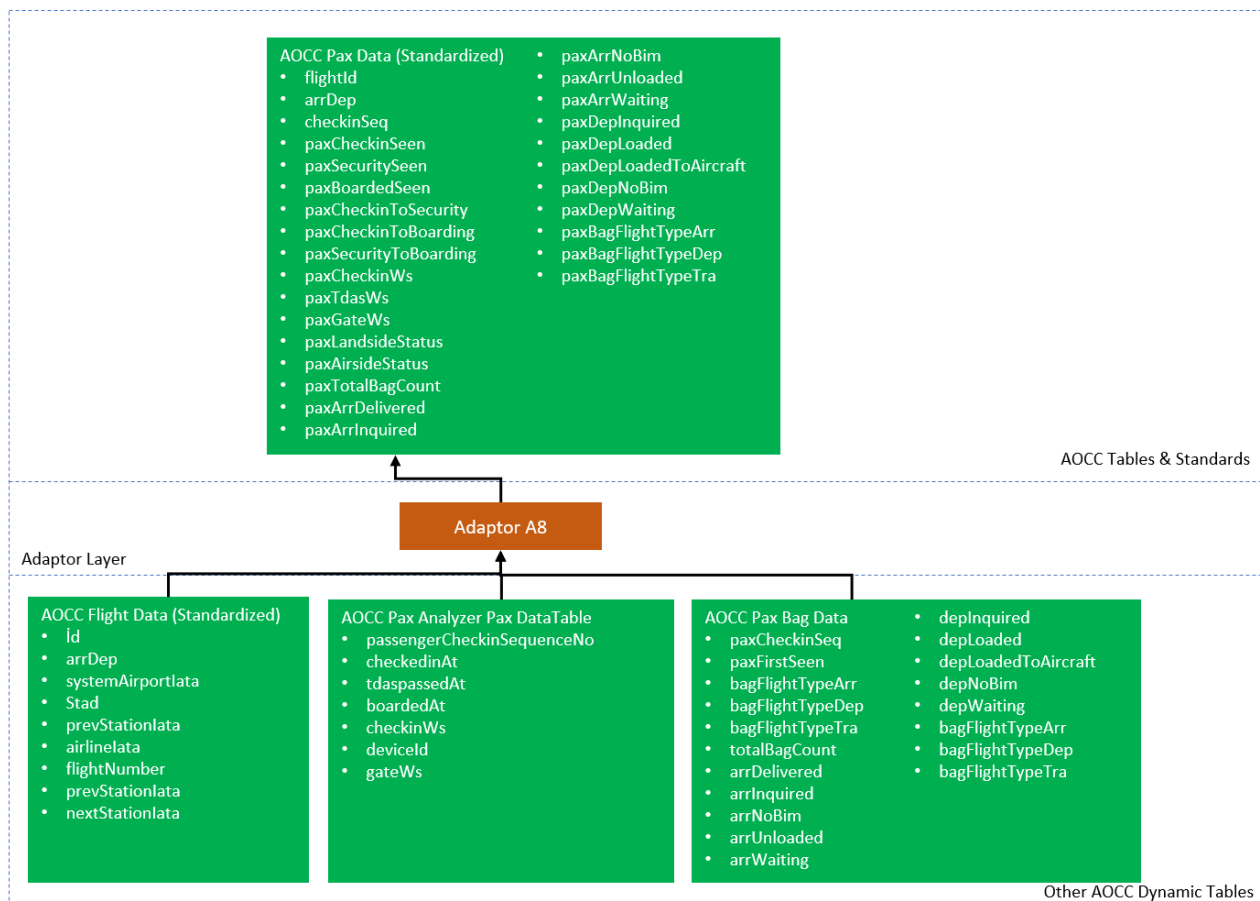 AOCC Pax Data (Standardized)
• flightId
• arrDep
• checkinSeq
• paxCheckinSeen
• paxSecuritySeen
• paxBoardedSeen
• paxCheckinToSecurity
• paxCheckinToBoarding
• paxSecurityToBoarding
• paxCheckinWs
• paxTdasWs
• paxGateWs
• paxLandsideStatus
• paxAirsideStatus
• paxTotalBagCount
• paxArrDelivered
• paxArrInquired
• paxArrNoBim
• paxArrUnloaded
• paxArrWaiting
• paxDepInquired
• paxDepLoaded
• paxDepLoadedToAircraft
• paxDepNoBim
• paxDepWaiting
• paxBagFlightTypeArr
• paxBagFlightTypeDep
• paxBagFlightTypeTra
AOCC Tables & Standards
Adaptor A8
Adaptor Layer
AOCC Flight Data (Standardized)
• İd
• arrDep
• systemAirportIata
• Stad
• prevStationIata
• airlineIata
• flightNumber
• prevStationIata
• nextStationIata
AOCC Pax Analyzer Pax DataTable
• passengerCheckinSequenceNo
• checkedinAt
• tdaspassedAt
• boardedAt
• checkinWs
• deviceId
• gateWs
AOCC Pax Bag Data
• paxCheckinSeq
• paxFirstSeen
• bagFlightTypeArr
• bagFlightTypeDep
• bagFlightTypeTra
• totalBagCount
• arrDelivered
• arrInquired
• arrNoBim
• arrUnloaded
• arrWaiting
• depInquired
• depLoaded
• depLoadedToAircraft
• depNoBim
• depWaiting
• bagFlightTypeArr
• bagFlightTypeDep
• bagFlightTypeTra
Other AOCC Dynamic Tables